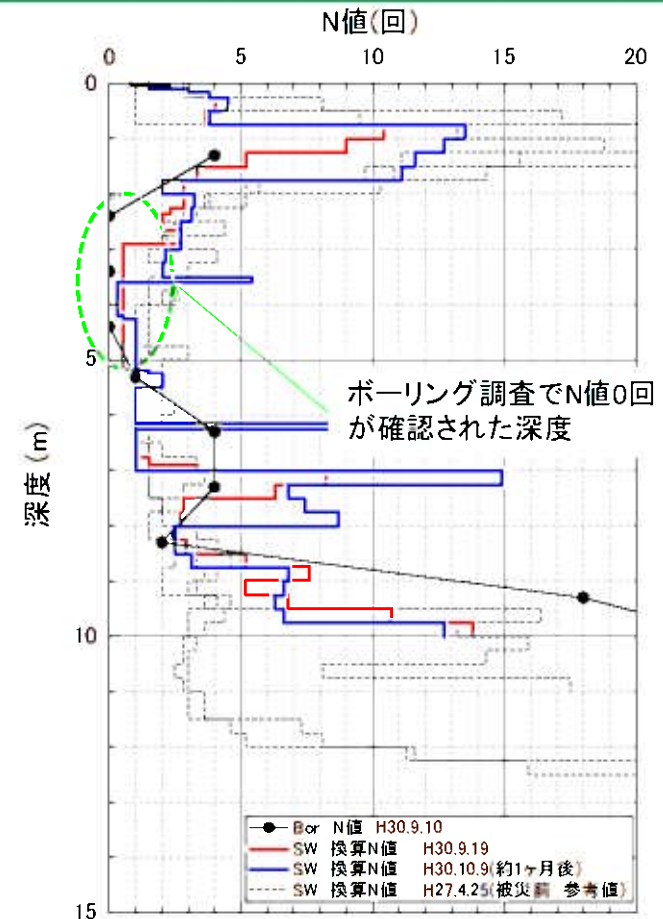 N値(回)
0 5 10 15 20
0
5
10
15
深度(m)
ボーリング調査でN値0回
が確認された深度
Bor N値 H30.9.10
SW 換算N値 H30.9.19
SW 換算N値 H30.10.9(約1ヶ月後)
SW 換算N値 H27.4.25(被災前 参考値)